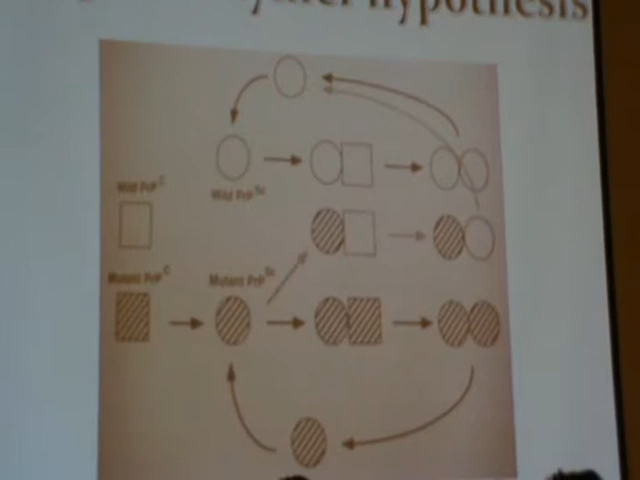 hypothesis
Wild PrP C
Wild PrP Sc
Mutant PrP C
Mutant PrP Sc